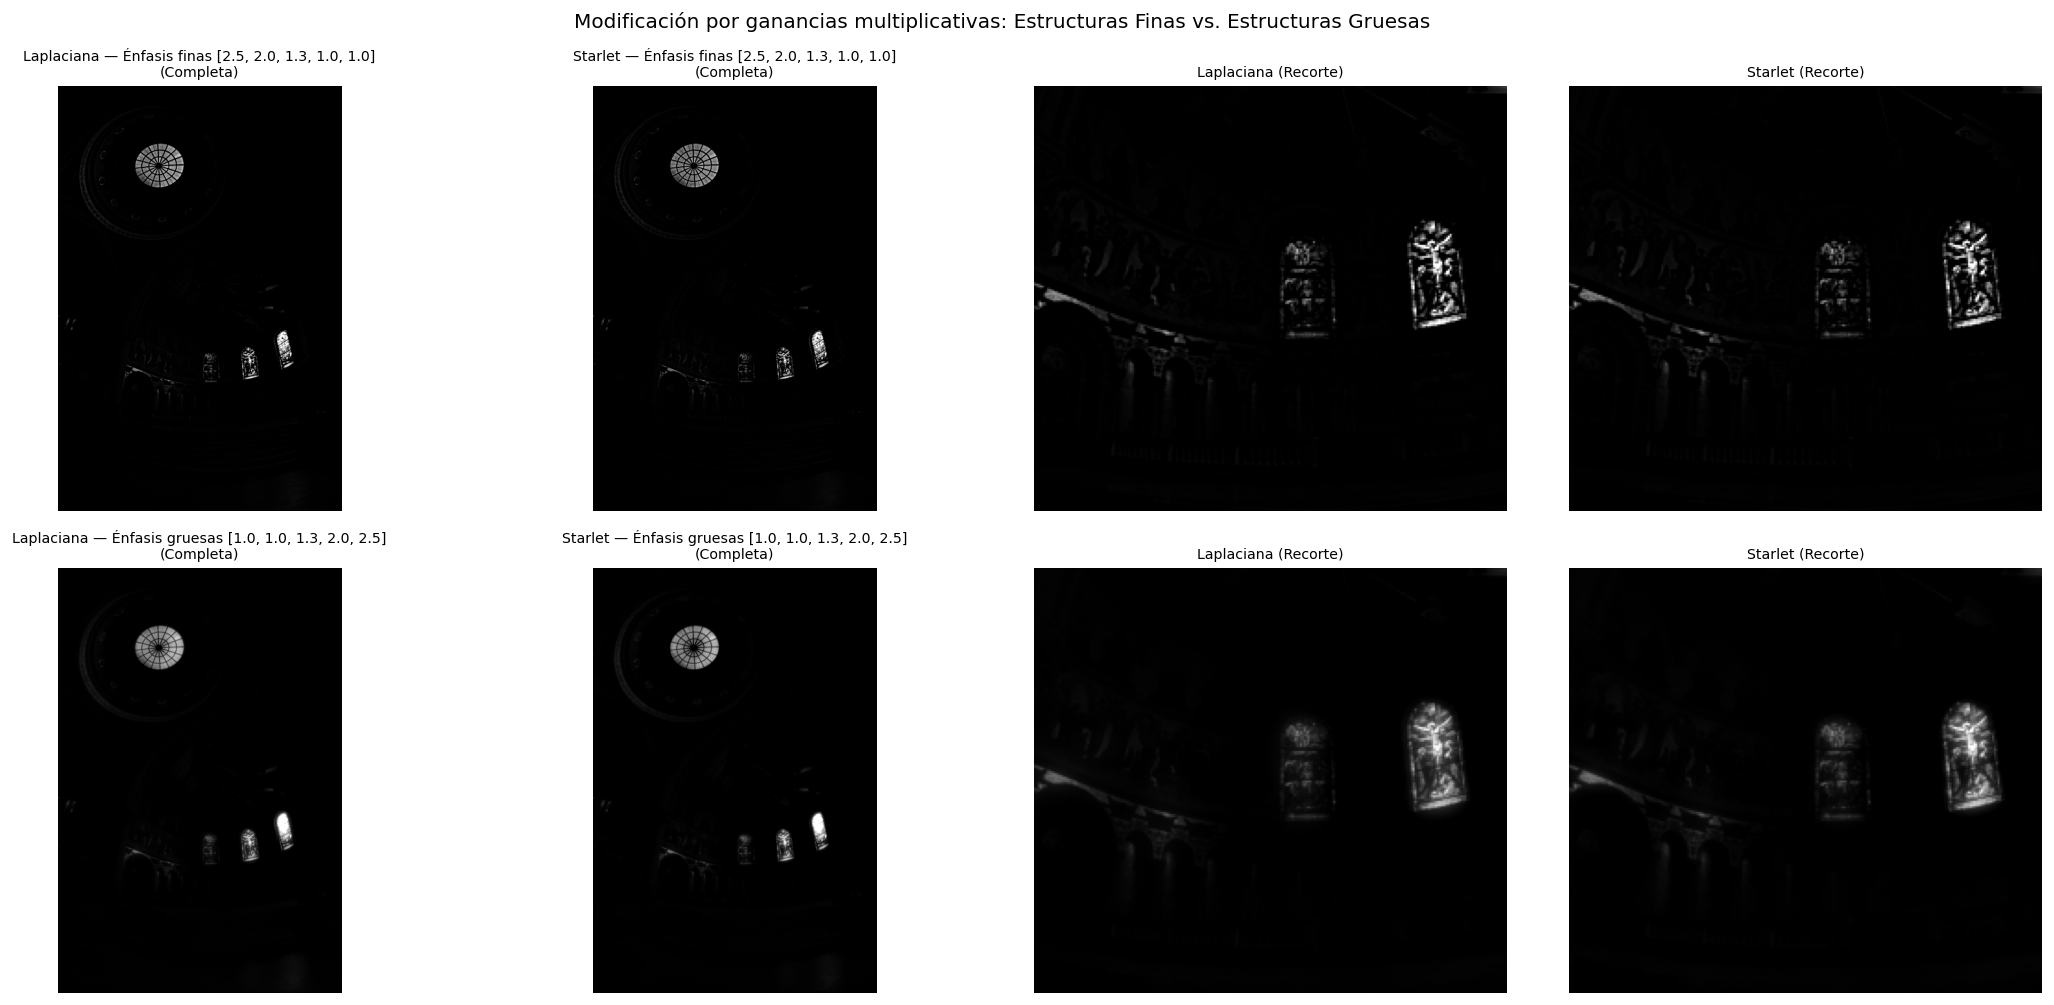 Modificación por ganancias multiplicativas: Estructuras Finas vs. Estructuras Gruesas
Laplaciana — Énfasis finas [2.5, 2.0, 1.3, 1.0, 1.0]
(Completa)
Starlet — Énfasis finas [2.5, 2.0, 1.3, 1.0, 1.0]
(Completa)
Laplaciana (Recorte)
Starlet (Recorte)
Laplaciana — Énfasis gruesas [1.0, 1.0, 1.3, 2.0, 2.5]
(Completa)
Starlet — Énfasis gruesas [1.0, 1.0, 1.3, 2.0, 2.5]
(Completa)
Laplaciana (Recorte)
Starlet (Recorte)